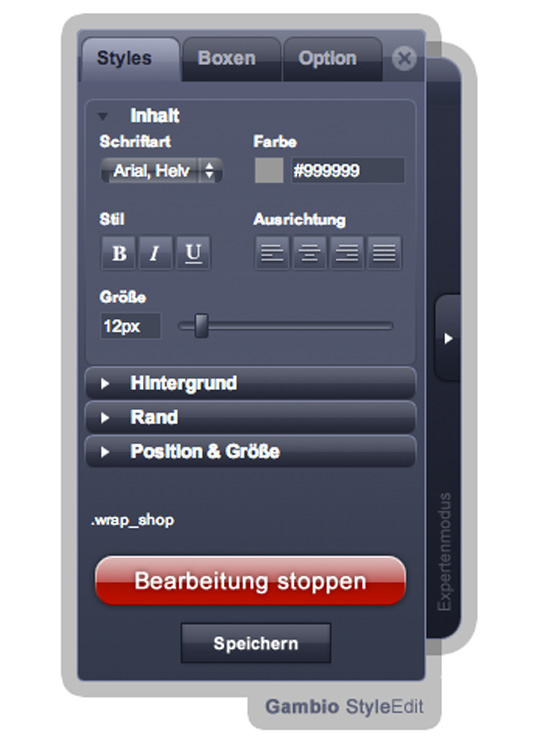 Styles Boxen Option
Inhalt
Schriftart Farbe
Arial, Helv #999999
Stil Ausrichtung
B I U
Größe
12px
Hintergrund
Rand
Position & Größe
.wrap_shop
Bearbeitung stoppen
Speichern
Expertenmodus
Gambio StyleEdit